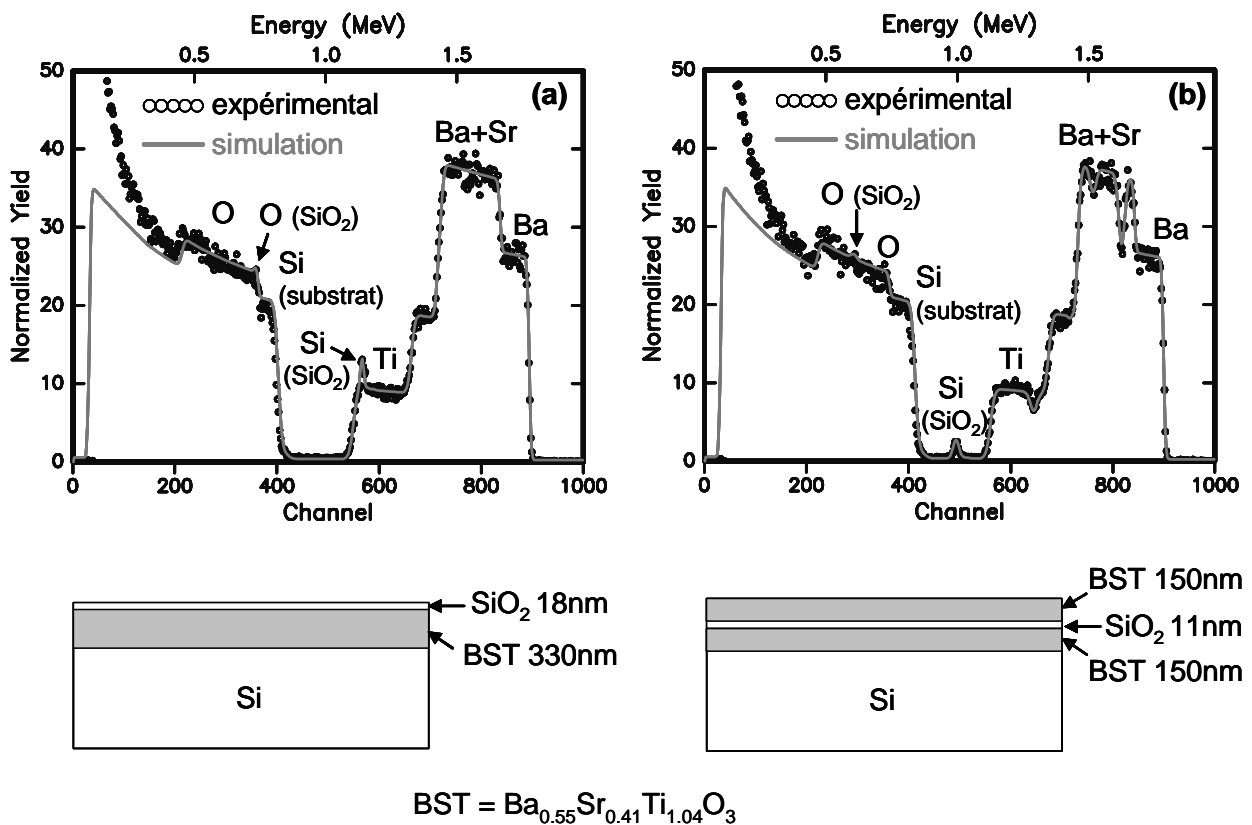 Energy (MeV)
0.5 1.0 1.5
50
40
30
20
10
0
Normalized Yield
(a)
ooooo expérimental
simulation
Ba+Sr
O
O (SiO₂)
Ba
Si
(substrat)
Si
(SiO₂)
Ti
0 200 400 600 800 1000
Channel
Energy (MeV)
0.5 1.0 1.5
50
40
30
20
10
0
Normalized Yield
(b)
ooooo expérimental
simulation
Ba+Sr
O (SiO₂)
O
Ba
Si
(substrat)
Si
(SiO₂)
Ti
0 200 400 600 800 1000
Channel
SiO₂ 18nm
BST 330nm
Si
BST 150nm
SiO₂ 11nm
BST 150nm
Si
BST = Ba₀.₅₅Sr₀.₄₁Ti₁.₀₄O₃